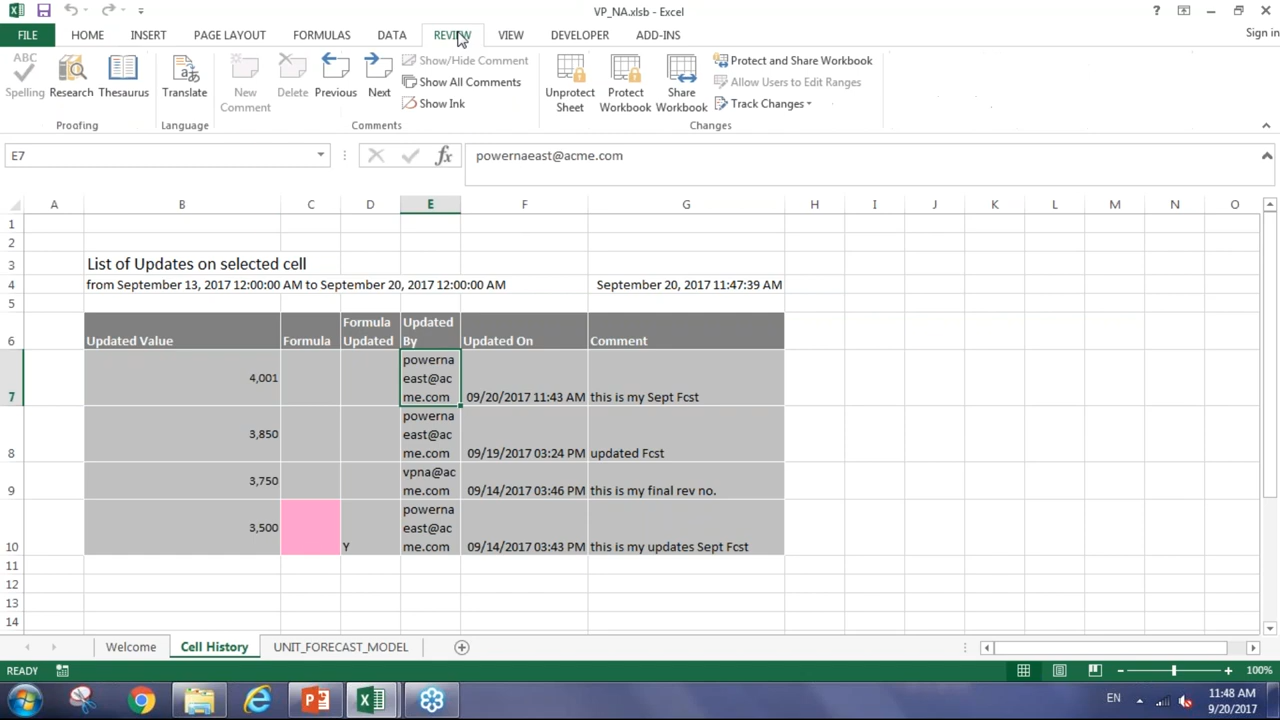 VP_NA.xlsb - Excel
FILE HOME INSERT PAGE LAYOUT FORMULAS DATA REVIEW VIEW DEVELOPER ADD-INS Sign in
ABC
Spelling
Research
Thesaurus
Proofing
Translate
Language
New
Comment
Delete
Previous
Next
Show/Hide Comment
Show All Comments
Show Ink
Comments
Unprotect
Sheet
Protect
Workbook
Share
Workbook
Protect and Share Workbook
Allow Users to Edit Ranges
Track Changes
Changes
E7
fx
powernaeast@acme.com
A B C D E F G H I J K L M N O
1
2
3 List of Updates on selected cell
4 from September 13, 2017 12:00:00 AM to September 20, 2017 12:00:00 AM September 20, 2017 11:47:39 AM
5
6 Updated Value Formula Formula Updated Updated By Updated On Comment
7 4,001 powernaeast@acme.com 09/20/2017 11:43 AM this is my Sept Fcst
8 3,850 powernaeast@acme.com 09/19/2017 03:24 PM updated Fcst
9 3,750 vpna@acme.com 09/14/2017 03:46 PM this is my final rev no.
10 3,500 Y powernaeast@acme.com 09/14/2017 03:43 PM this is my updates Sept Fcst
11
12
13
14
Welcome Cell History UNIT_FORECAST_MODEL
READY 100%
EN 11:48 AM
9/20/2017